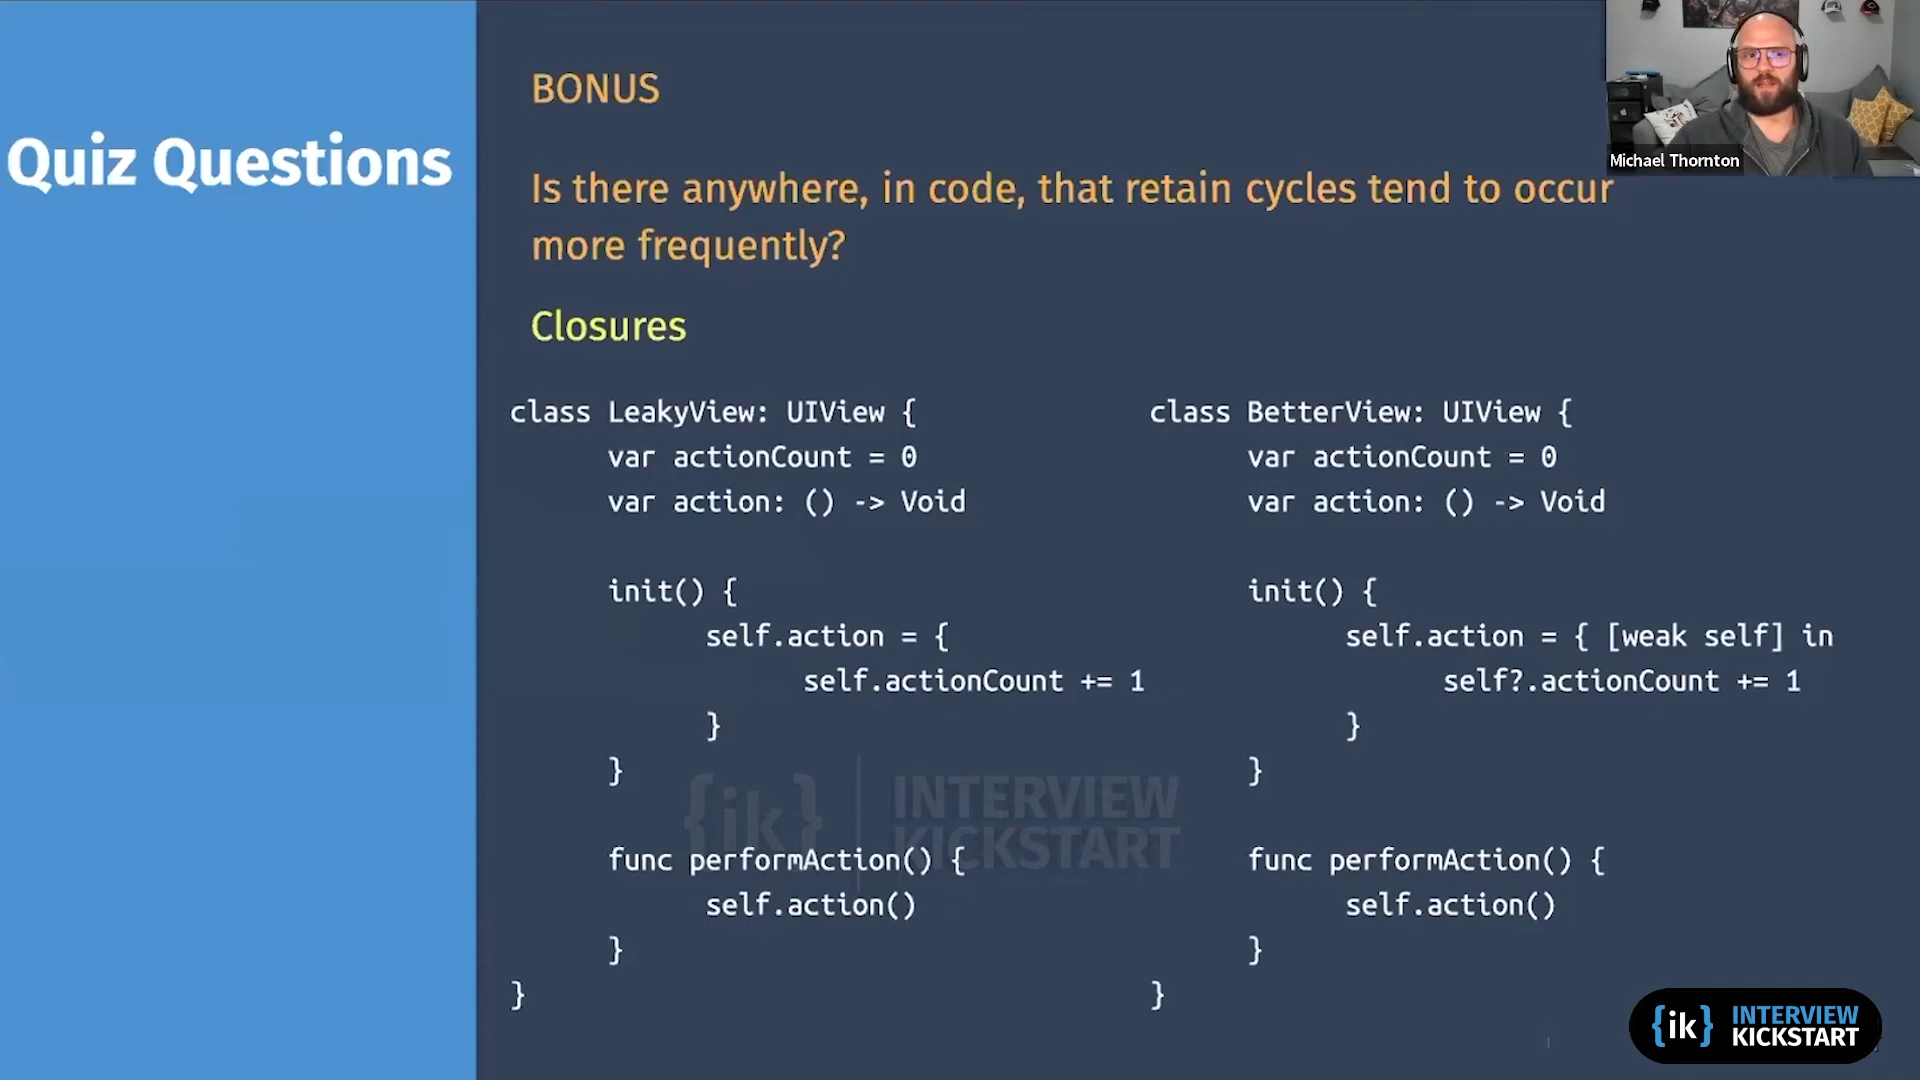 Quiz Questions
BONUS
Is there anywhere, in code, that retain cycles tend to occur
more frequently?
Closures
class LeakyView: UIView {
var actionCount = 0
var action: () -> Void
init() {
self.action = {
self.actionCount += 1
}
}
func performAction() {
self.action()
}
}
class BetterView: UIView {
var actionCount = 0
var action: () -> Void
init() {
self.action = { [weak self] in
self?.actionCount += 1
}
}
func performAction() {
self.action()
}
}
Michael Thornton
{ik} INTERVIEW
KICKSTART
{ik} INTERVIEW
KICKSTART